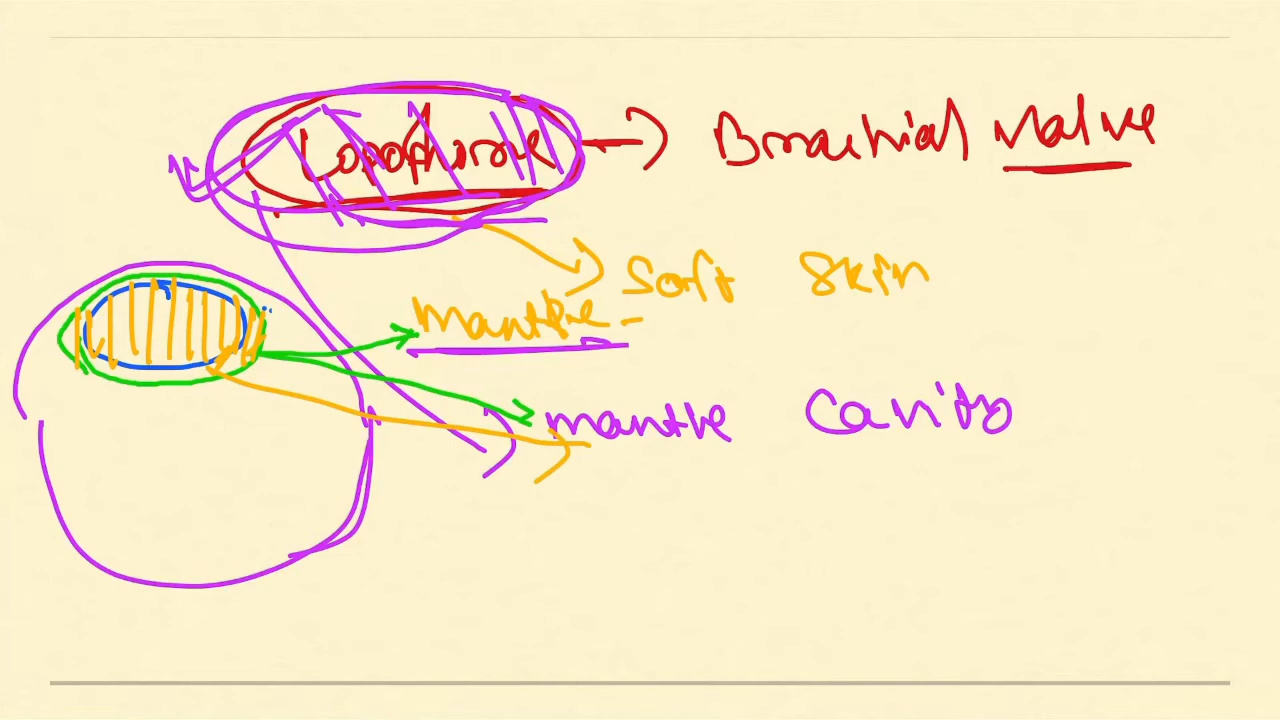 Lophophore → Brachial valve
Soft Skin
mantle -
mantle Cavity